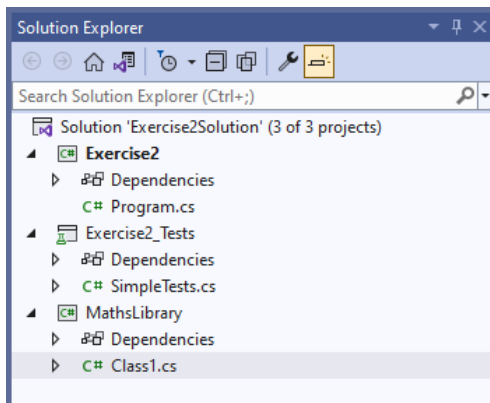 Solution Explorer
Search Solution Explorer (Ctrl+;)
Solution 'Exercise2Solution' (3 of 3 projects)
C# Exercise2
Dependencies
C# Program.cs
Exercise2_Tests
Dependencies
C# SimpleTests.cs
C# MathsLibrary
Dependencies
C# Class1.cs